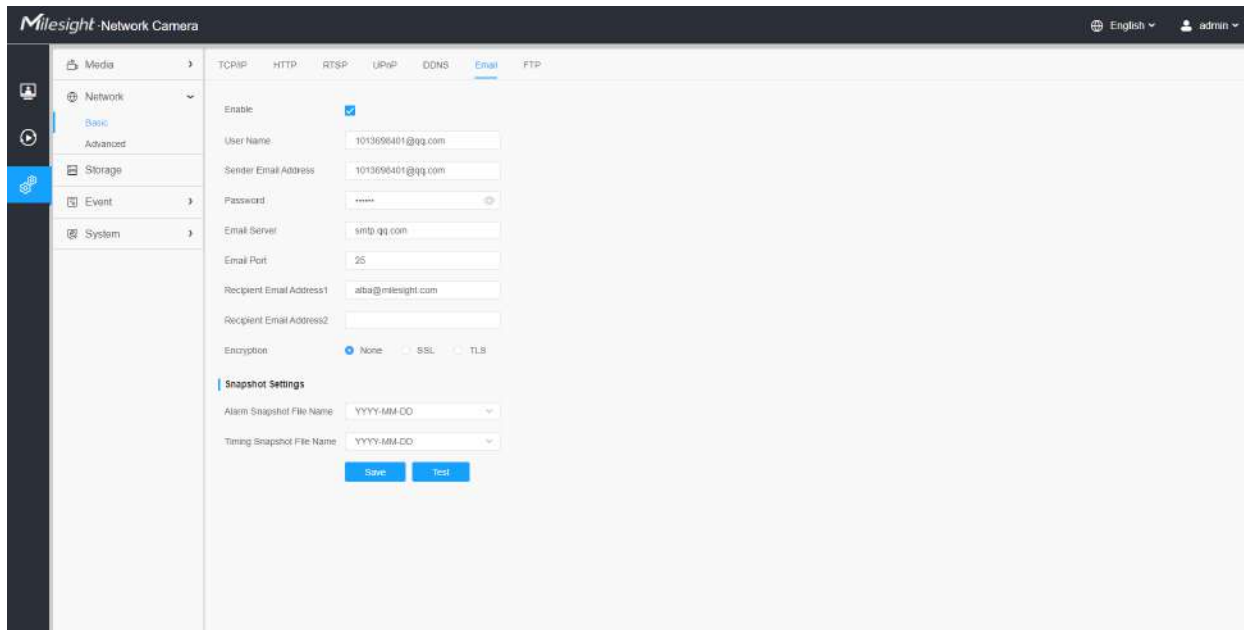 Milesight · Network Camera
English
admin
Media
Network
Basic
Advanced
Storage
Event
System
TCP/IP HTTP RTSP UPnP DDNS Email FTP
Enable
User Name 1013698401@qq.com
Sender Email Address 1013698401@qq.com
Password ••••••
Email Server smtp.qq.com
Email Port 25
Recipient Email Address1 alba@milesight.com
Recipient Email Address2
Encryption None SSL TLS
Snapshot Settings
Alarm Snapshot File Name YYYY-MM-DD
Timing Snapshot File Name YYYY-MM-DD
Save Test